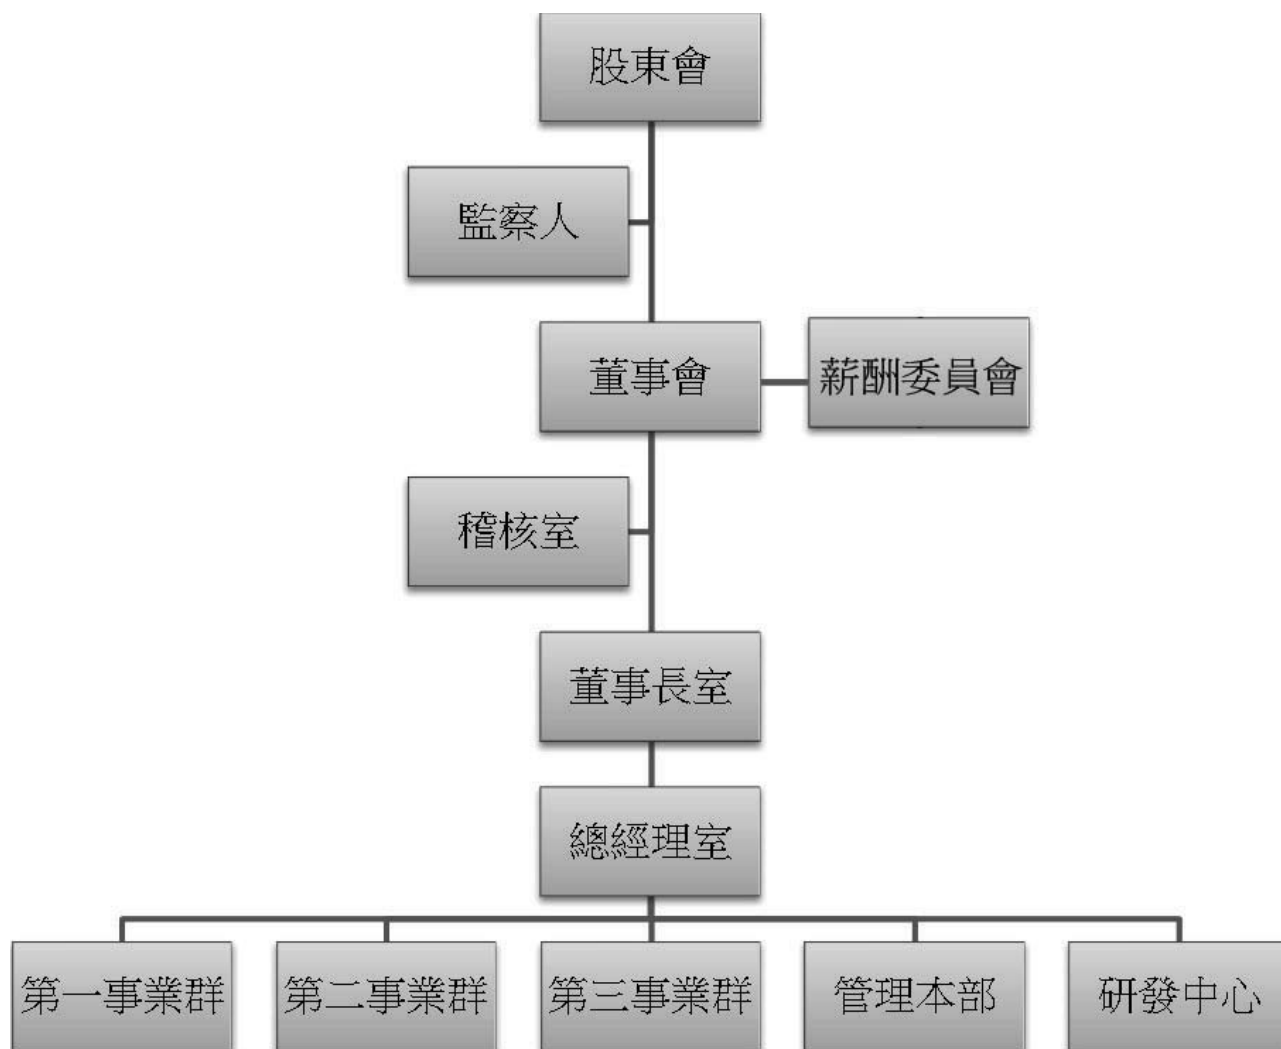 股東會
監察人
董事會
薪酬委員會
稽核室
董事長室
總經理室
第一事業群
第二事業群
第三事業群
管理本部
研發中心